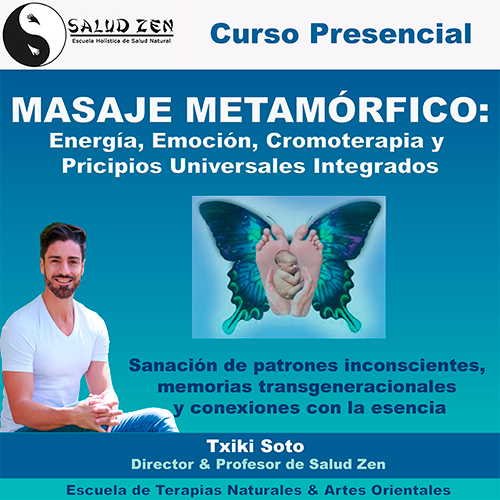 SALUD ZEN
Escuela Holística de Salud Natural
Curso Presencial
MASAJE METAMÓRFICO:
Energía, Emoción, Cromoterapia y
Pricipios Universales Integrados
Sanación de patrones inconscientes,
memorias transgeneracionales
y conexiones con la esencia
Txiki Soto
Director & Profesor de Salud Zen
Escuela de Terapias Naturales & Artes Orientales